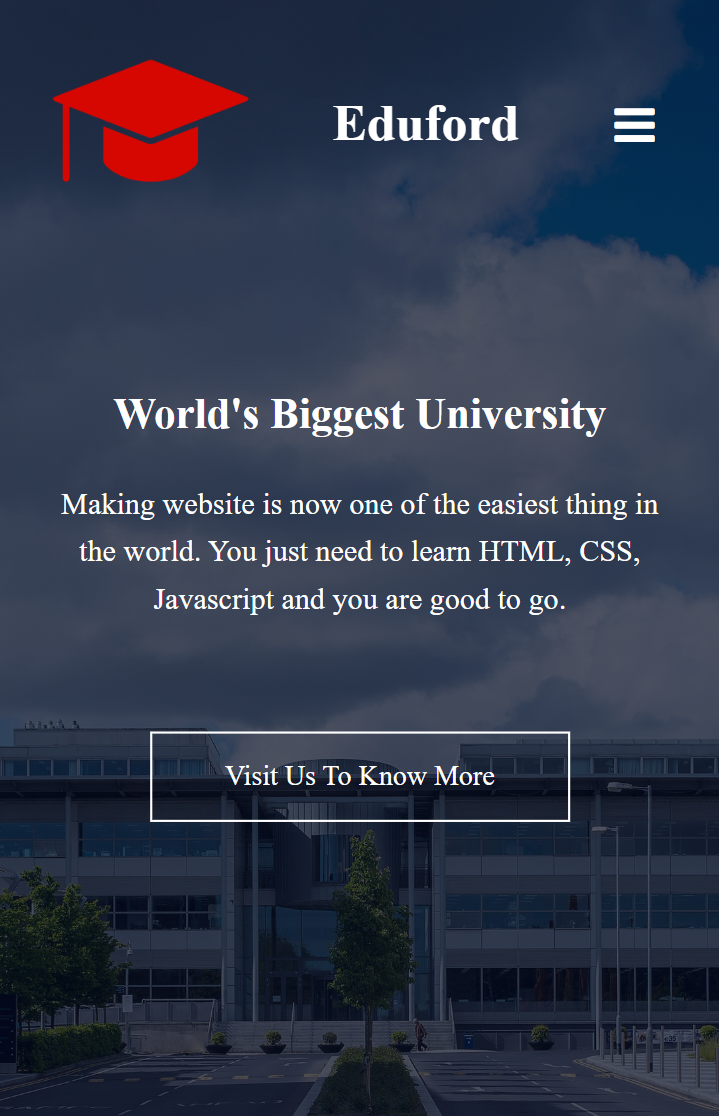 Eduford
World's Biggest University
Making website is now one of the easiest thing in
the world. You just need to learn HTML, CSS,
Javascript and you are good to go.
Visit Us To Know More